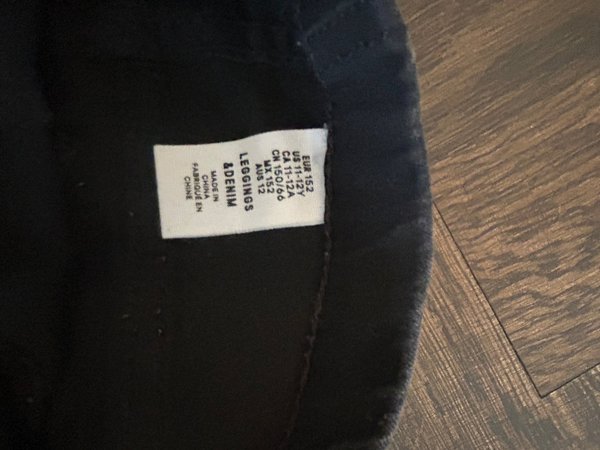 EUR 152
US 11-12Y
CA 11-12A
CN 150/66
MX 152
AUS 12
LEGGINGS
&DENIM
MADE IN
CHINA
FABRIQUÉ EN
CHINE